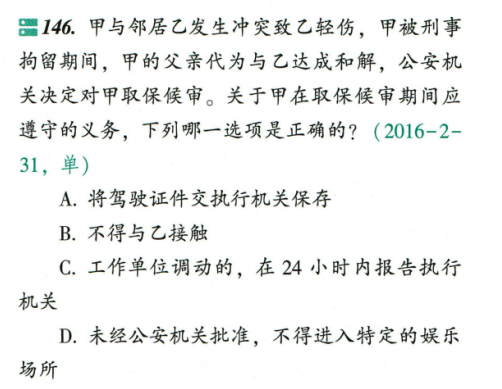 146. 甲与邻居乙发生冲突致乙轻伤，甲被刑事
拘留期间，甲的父亲代为与乙达成和解，公安机
关决定对甲取保候审。关于甲在取保候审期间应
遵守的义务，下列哪一选项是正确的？（2016-2-
31，单）
A. 将驾驶证件交执行机关保存
B. 不得与乙接触
C. 工作单位调动的，在 24 小时内报告执行
机关
D. 未经公安机关批准，不得进入特定的娱乐
场所